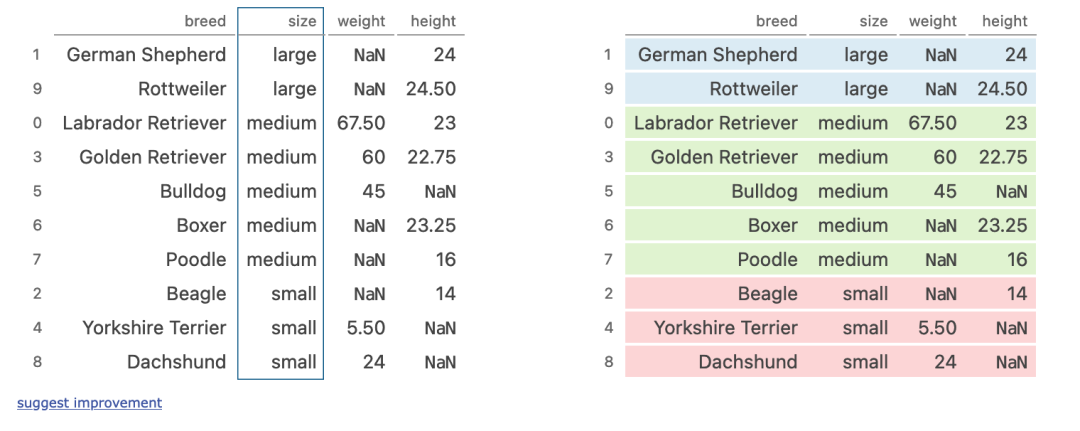 breed size weight height breed size weight height
1 German Shepherd large NaN 24 1 German Shepherd large NaN 24
9 Rottweiler large NaN 24.50 9 Rottweiler large NaN 24.50
0 Labrador Retriever medium 67.50 23 0 Labrador Retriever medium 67.50 23
3 Golden Retriever medium 60 22.75 3 Golden Retriever medium 60 22.75
5 Bulldog medium 45 NaN 5 Bulldog medium 45 NaN
6 Boxer medium NaN 23.25 6 Boxer medium NaN 23.25
7 Poodle medium NaN 16 7 Poodle medium NaN 16
2 Beagle small NaN 14 2 Beagle small NaN 14
4 Yorkshire Terrier small 5.50 NaN 4 Yorkshire Terrier small 5.50 NaN
8 Dachshund small 24 NaN 8 Dachshund small 24 NaN
suggest improvement